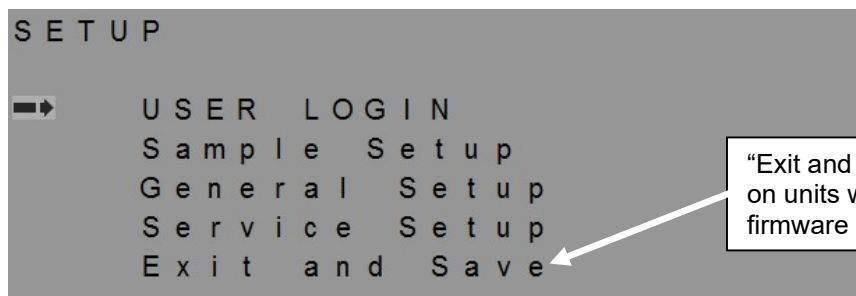 SETUP
USER LOGIN
Sample Setup
General Setup
Service Setup
Exit and Save
“Exit and
on units
firmware